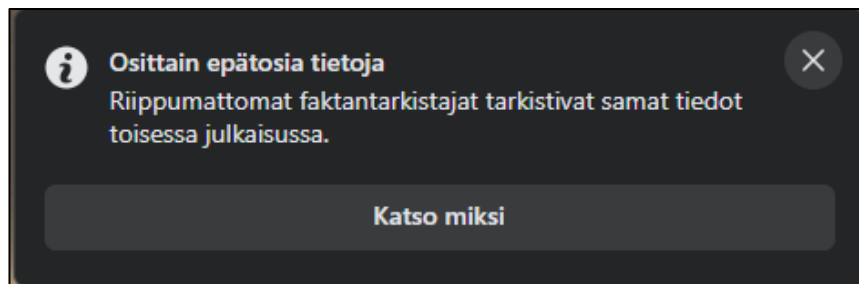 Osittain epätosia tietoja
Riippumattomat faktantarkistajat tarkistivat samat tiedot
toisessa julkaisussa.
Katso miksi